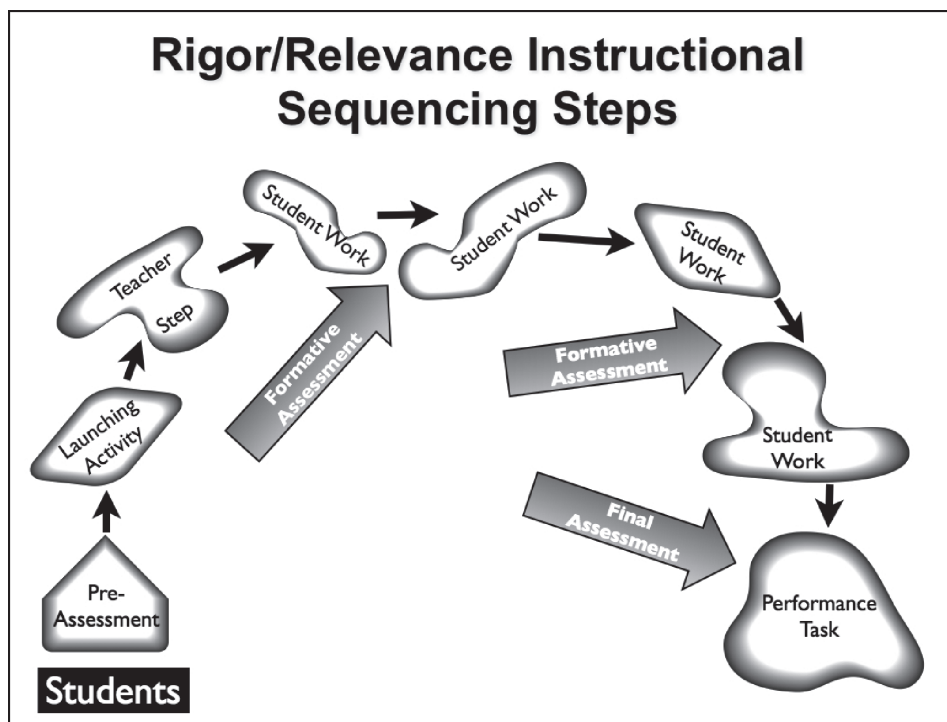 Rigor/Relevance Instructional
Sequencing Steps
Student Work
Student Work
Student
Work
Teacher
Step
Formative
Assessment
Formative
Assessment
Launching
Activity
Student
Work
Final
Assessment
Pre-
Assessment
Performance
Task
Students